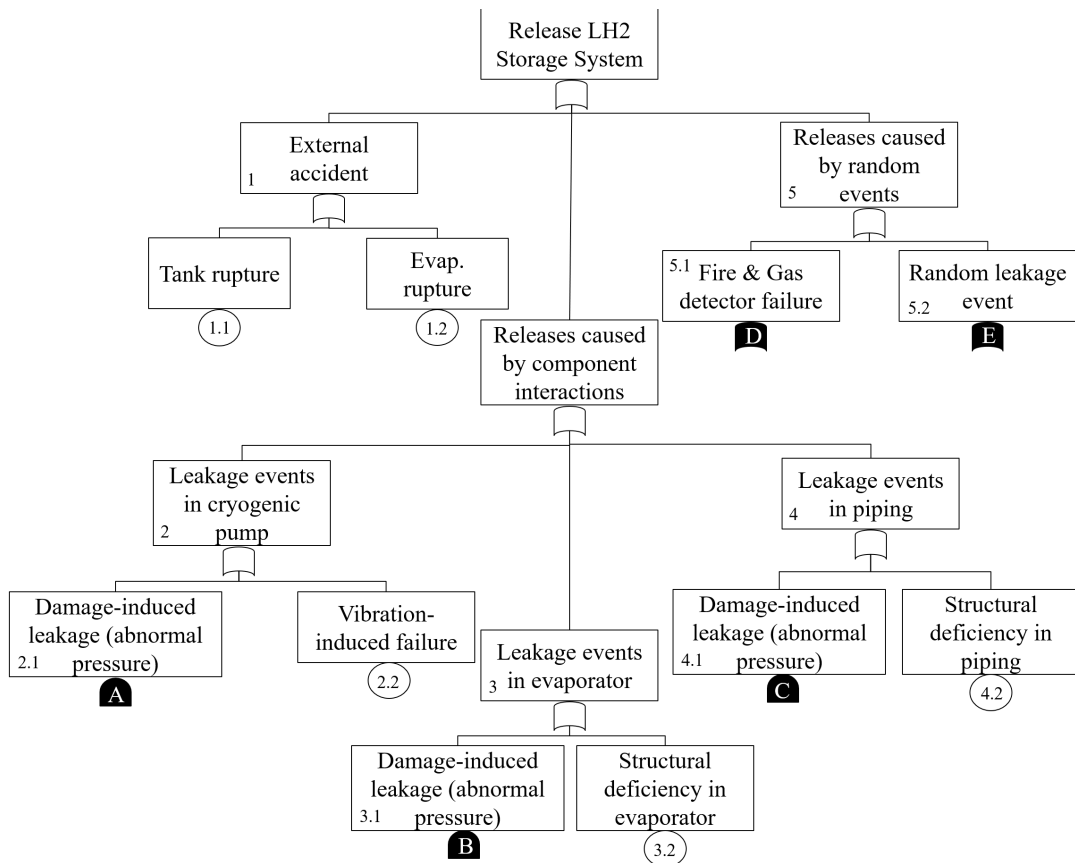 Release LH2
Storage System
External
accident
1
Releases caused
by random
events
5
Tank rupture
1.1
Evap.
rupture
1.2
5.1 Fire & Gas
detector failure
D
Random leakage
event
5.2
E
Releases caused
by component
interactions
Leakage events
in cryogenic
pump
2
Leakage events
in piping
4
Damage-induced
leakage (abnormal
pressure)
2.1
A
Vibration-
induced failure
2.2
Leakage events
in evaporator
3
Damage-induced
leakage (abnormal
pressure)
4.1
C
Structural
deficiency in
piping
4.2
Damage-induced
leakage (abnormal
pressure)
3.1
B
Structural
deficiency in
evaporator
3.2